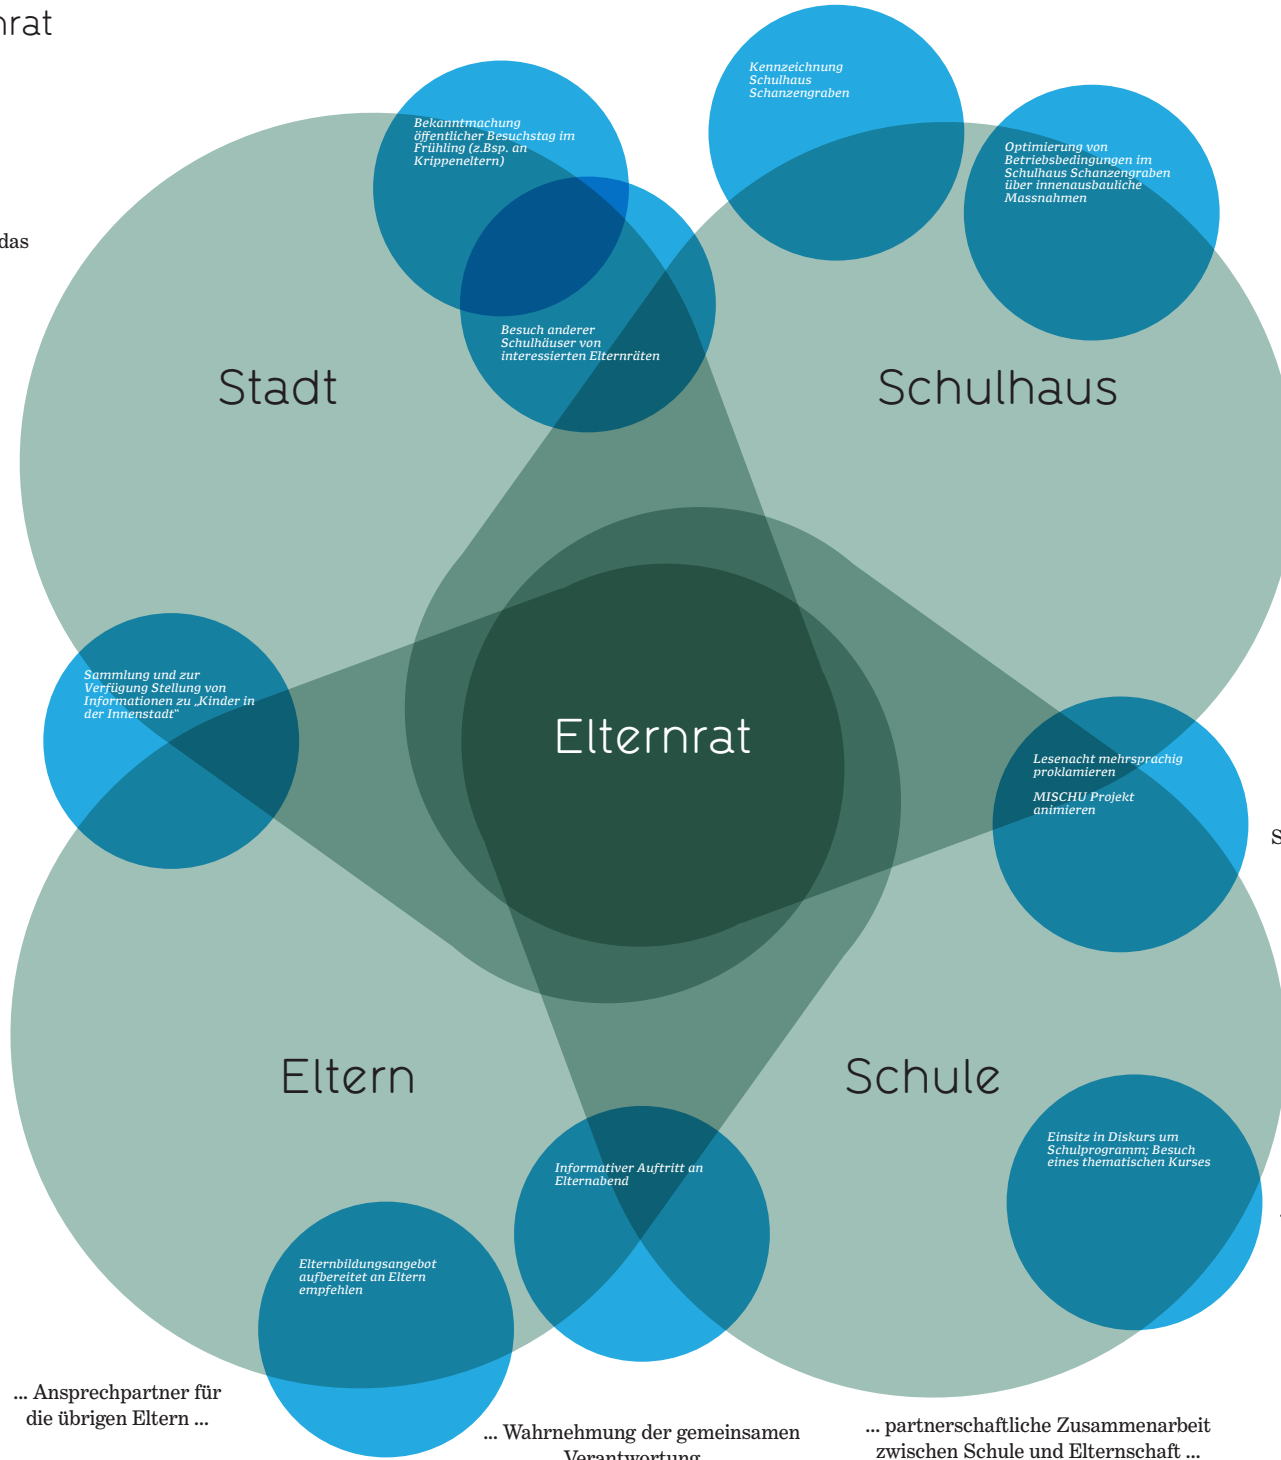 Kennzeichnung
Schulhaus
Schanzengraben
Bekanntmachung
öffentlicher Besuchstag im
Frühling (z.Bsp. an
Krippeneltern)
Optimierung von
Betriebsbedingungen im
Schulhaus Schanzengraben
über innenausbauliche
Massnahmen
das
Besuch anderer
Schulhäuser von
interessierten Elternräten
Stadt
Schulhaus
Sammlung und zur
Verfügung Stellung von
Informationen zu „Kinder in
der Innenstadt“
Elternrat
Lesenacht mehrsprachig
proklamieren
MISCHU Projekt
animieren
S
Eltern
Schule
Einsitz in Diskurs um
Schulprogramm; Besuch
eines thematischen Kurses
Informativer Auftritt an
Elternabend
Elternbildungsangebot
aufbereitet an Eltern
empfehlen
... Ansprechpartner für
die übrigen Eltern ...
... Wahrnehmung der gemeinsamen
Verantwortung
... partnerschaftliche Zusammenarbeit
zwischen Schule und Elternschaft ...